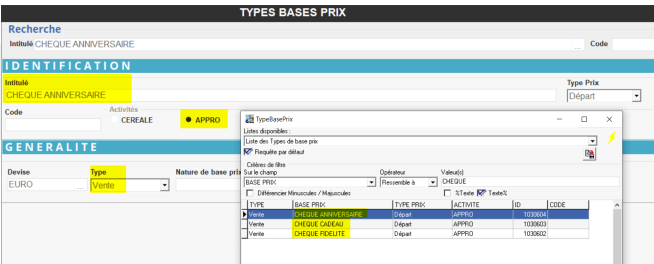 TYPES BASES PRIX
Recherche
Intitulé CHEQUE ANNIVERSAIRE ... Code
IDENTIFICATION
Intitulé Type Prix
CHEQUE ANNIVERSAIRE Départ
Code Activités
CEREALE APPRO
GENERALITE
Devise Type Nature de base prix
EURO ... Vente
TypeBasePrix
Listes disponibles :
Liste des Types de base prix
Requête par défaut
Critères de filtre
Sur le champ Opérateur Valeur(s)
BASE PRIX Ressemble à CHEQUE
Différencier Minuscules / Majuscules %Texte Texte%
TYPE BASE PRIX TYPE PRIX ACTIVITE ID CODE
Vente CHEQUE ANNIVERSAIRE Départ APPRO 1030604
Vente CHEQUE CADEAU Départ APPRO 1030603
Vente CHEQUE FIDELITE Départ APPRO 1030602